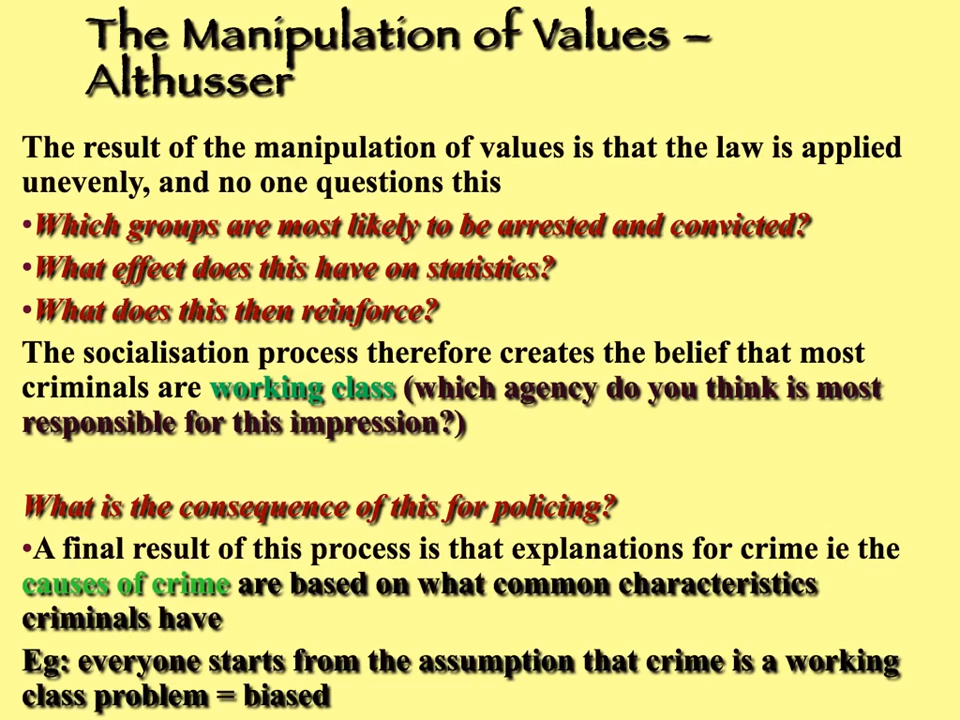 The Manipulation of Values –
Althusser
The result of the manipulation of values is that the law is applied
unevenly, and no one questions this
•Which groups are most likely to be arrested and convicted?
•What effect does this have on statistics?
•What does this then reinforce?
The socialisation process therefore creates the belief that most
criminals are working class (which agency do you think is most
responsible for this impression?)
What is the consequence of this for policing?
•A final result of this process is that explanations for crime ie the
causes of crime are based on what common characteristics
criminals have
Eg: everyone starts from the assumption that crime is a working
class problem = biased